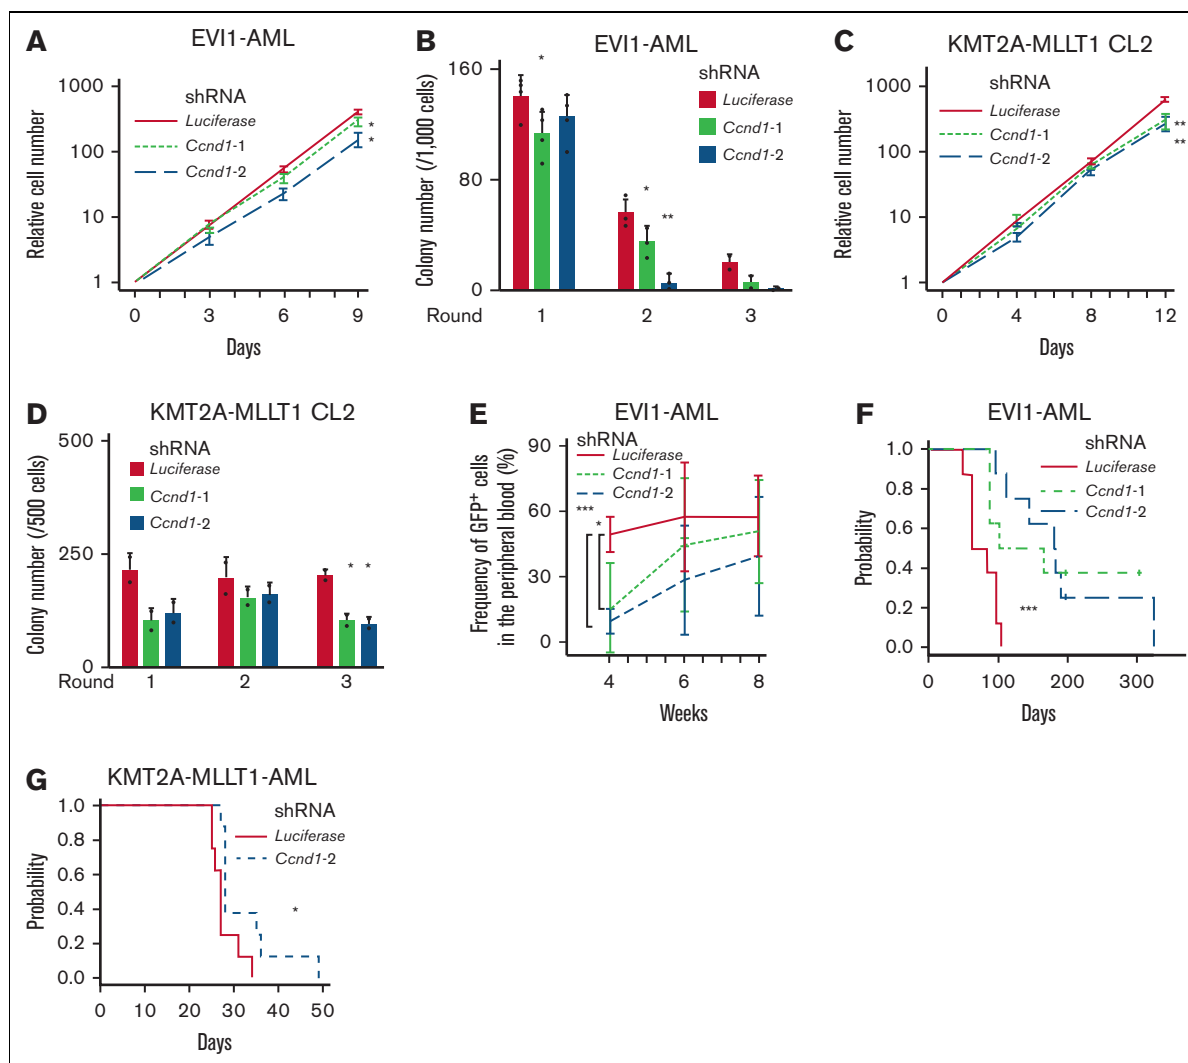 A
EVI1-AML
Relative cell number
1000
100
10
1
shRNA
Luciferase
Ccnd1-1
Ccnd1-2
*
*
0 3 6 9
Days
B
EVI1-AML
Colony number (/1,000 cells)
160
80
0
shRNA
Luciferase
Ccnd1-1
Ccnd1-2
*
*
**
Round 1 2 3
C
KMT2A-MLLT1 CL2
Relative cell number
1000
100
10
1
shRNA
Luciferase
Ccnd1-1
Ccnd1-2
**
**
0 4 8 12
Days
D
KMT2A-MLLT1 CL2
Colony number (/500 cells)
500
250
0
shRNA
Luciferase
Ccnd1-1
Ccnd1-2
* *
Round 1 2 3
E
EVI1-AML
Frequency of GFP+ cells
in the peripheral blood (%)
90
60
30
0
shRNA
Luciferase
Ccnd1-1
Ccnd1-2
***
*
4 6 8
Weeks
F
EVI1-AML
Probability
1.0
0.8
0.6
0.4
0.2
0.0
shRNA
Luciferase
Ccnd1-1
Ccnd1-2
***
0 100 200 300
Days
G
KMT2A-MLLT1-AML
Probability
1.0
0.8
0.6
0.4
0.2
0.0
shRNA
Luciferase
Ccnd1-2
*
0 10 20 30 40 50
Days